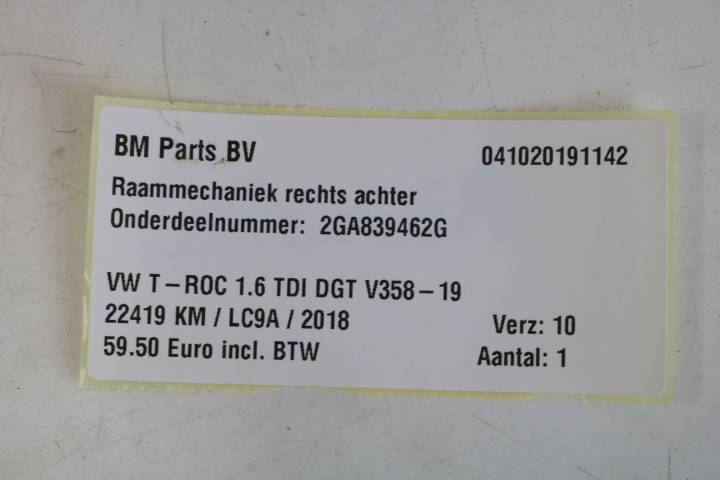 BM Parts BV 041020191142
Raammechaniek rechts achter
Onderdeelnummer: 2GA839462G
VW T-ROC 1.6 TDI DGT V358-19
22419 KM / LC9A / 2018 Verz: 10
59.50 Euro incl. BTW Aantal: 1